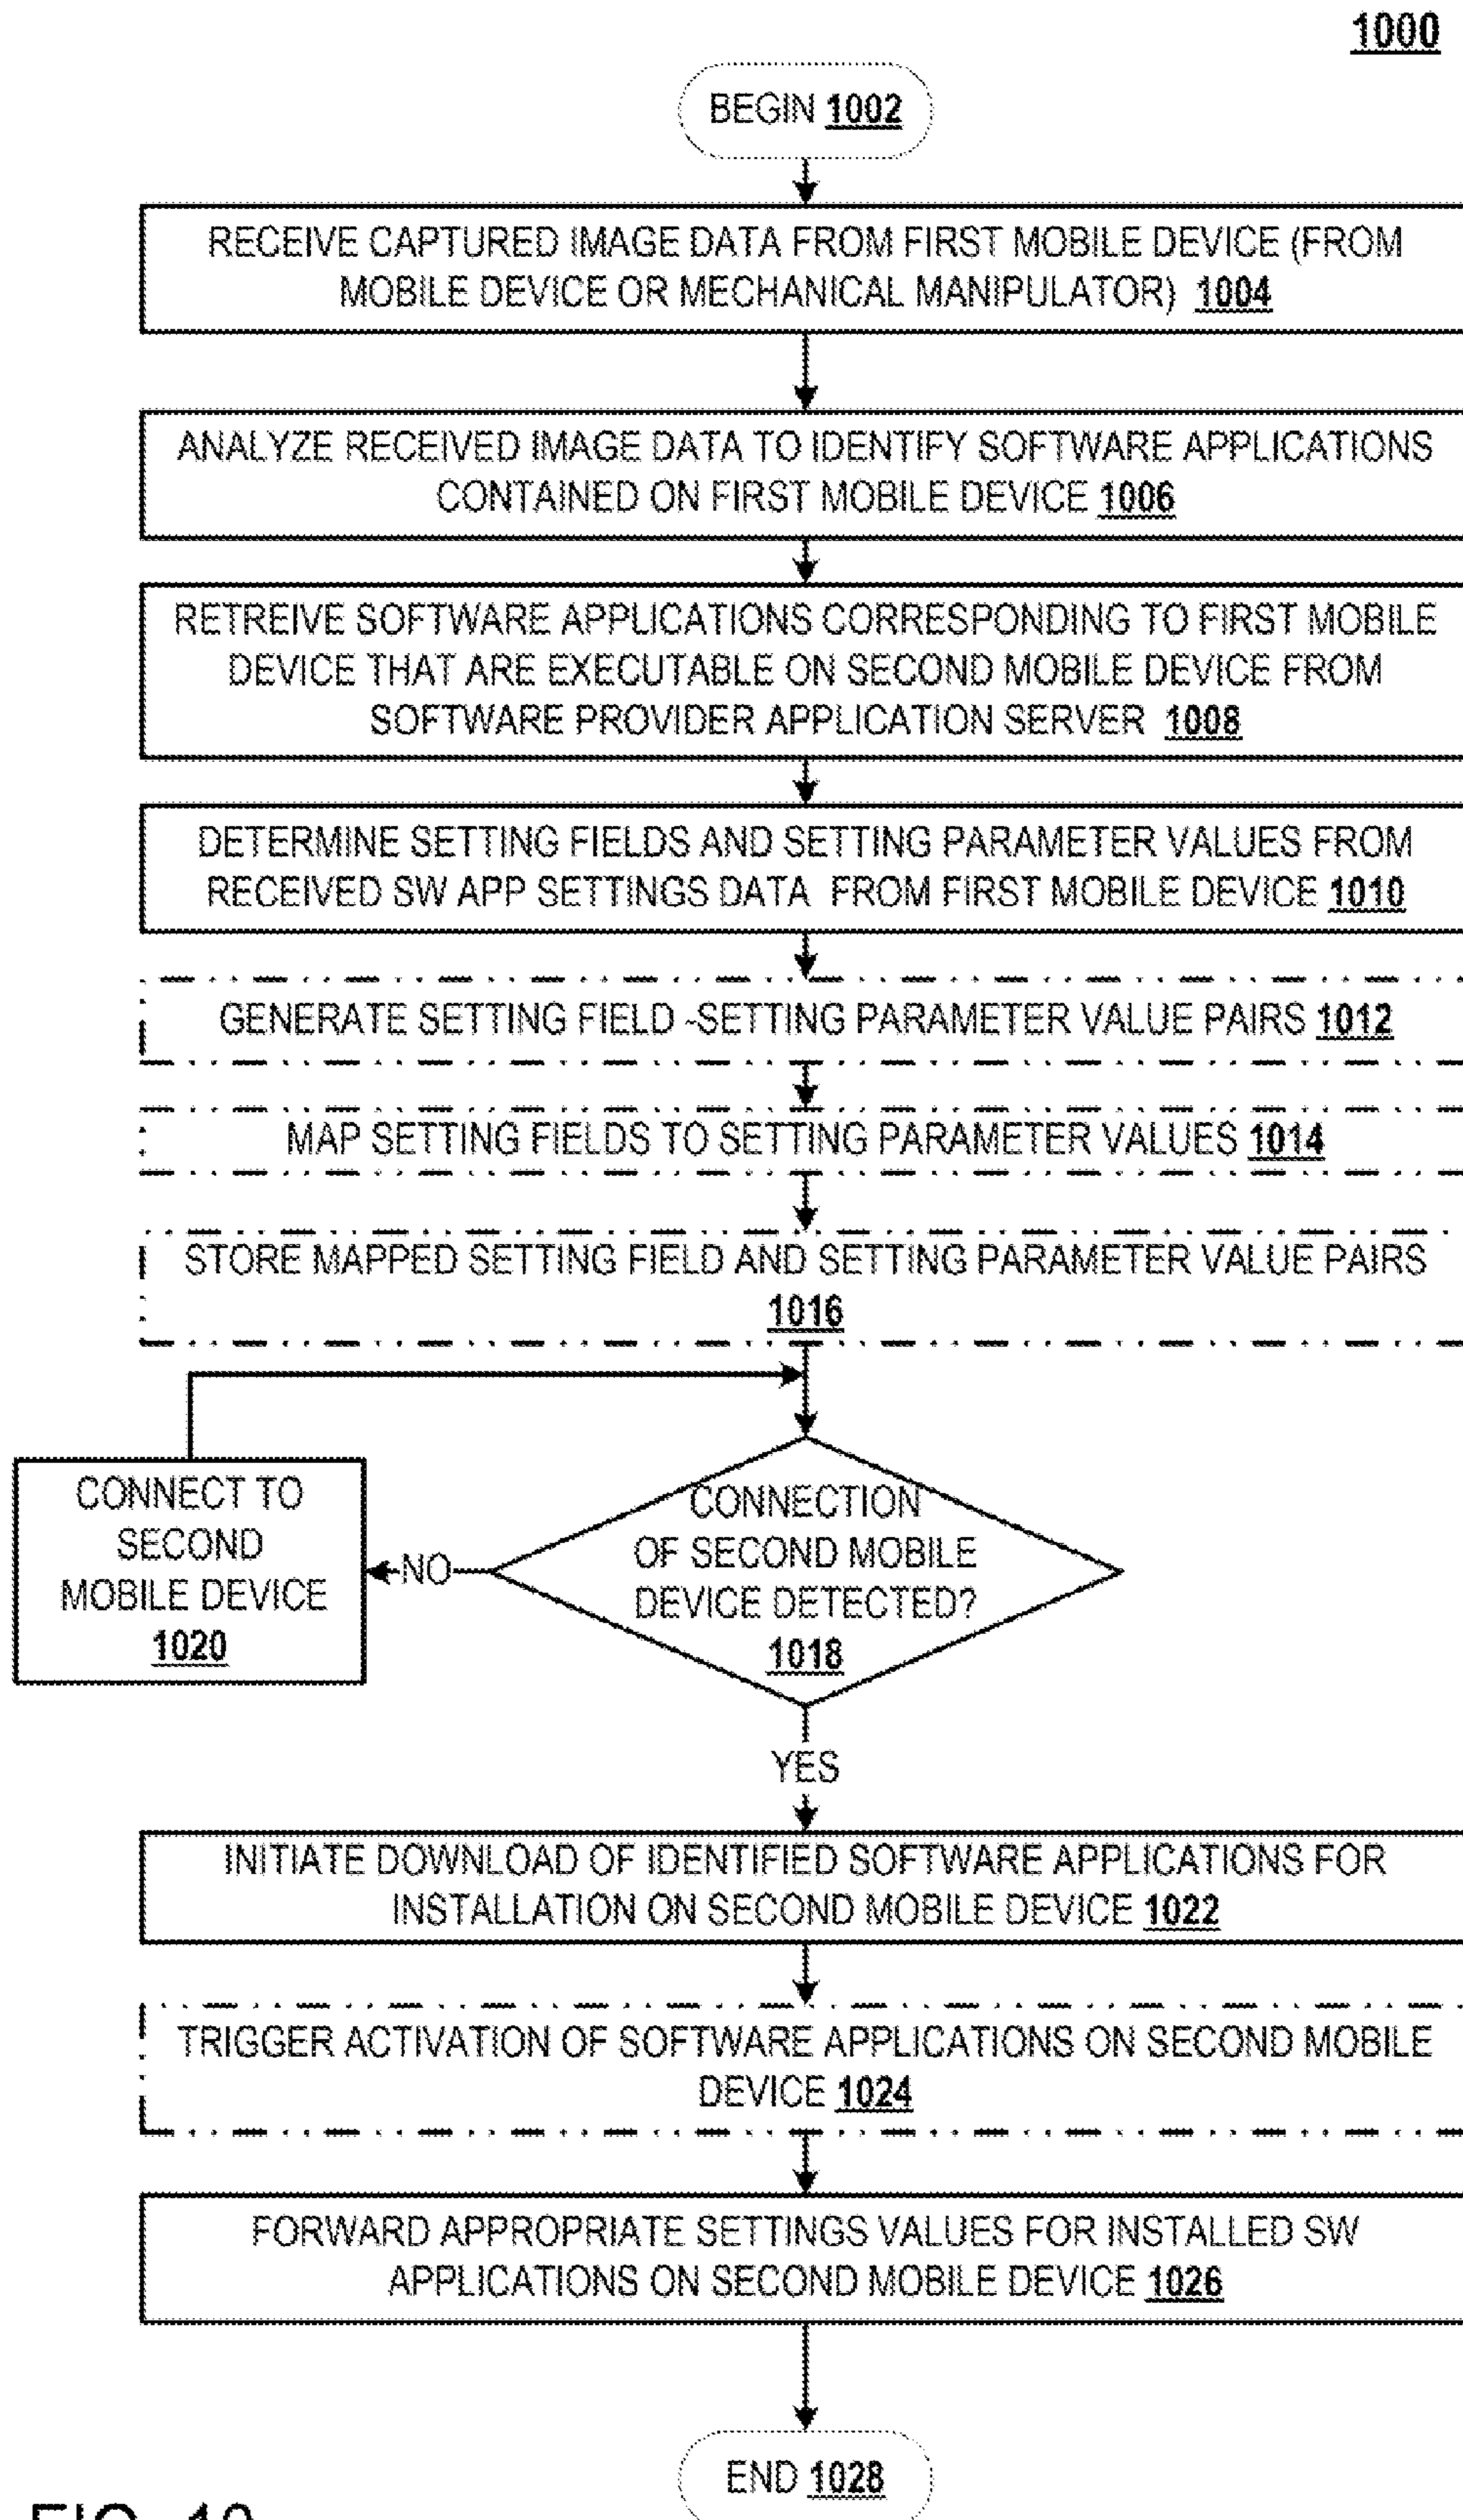 1000
BEGIN 1002
RECEIVE CAPTURED IMAGE DATA FROM FIRST MOBILE DEVICE (FROM
MOBILE DEVICE OR MECHANICAL MANIPULATOR) 1004
ANALYZE RECEIVED IMAGE DATA TO IDENTIFY SOFTWARE APPLICATIONS
CONTAINED ON FIRST MOBILE DEVICE 1006
RETREIVE SOFTWARE APPLICATIONS CORRESPONDING TO FIRST MOBILE
DEVICE THAT ARE EXECUTABLE ON SECOND MOBILE DEVICE FROM
SOFTWARE PROVIDER APPLICATION SERVER 1008
DETERMINE SETTING FIELDS AND SETTING PARAMETER VALUES FROM
RECEIVED SW APP SETTINGS DATA FROM FIRST MOBILE DEVICE 1010
GENERATE SETTING FIELD -SETTING PARAMETER VALUE PAIRS 1012
MAP SETTING FIELDS TO SETTING PARAMETER VALUES 1014
STORE MAPPED SETTING FIELD AND SETTING PARAMETER VALUE PAIRS
1016
CONNECTION
OF SECOND MOBILE
DEVICE DETECTED?
1018
NO
CONNECT TO
SECOND
MOBILE DEVICE
1020
YES
INITIATE DOWNLOAD OF IDENTIFIED SOFTWARE APPLICATIONS FOR
INSTALLATION ON SECOND MOBILE DEVICE 1022
TRIGGER ACTIVATION OF SOFTWARE APPLICATIONS ON SECOND MOBILE
DEVICE 1024
FORWARD APPROPRIATE SETTINGS VALUES FOR INSTALLED SW
APPLICATIONS ON SECOND MOBILE DEVICE 1026
END 1028